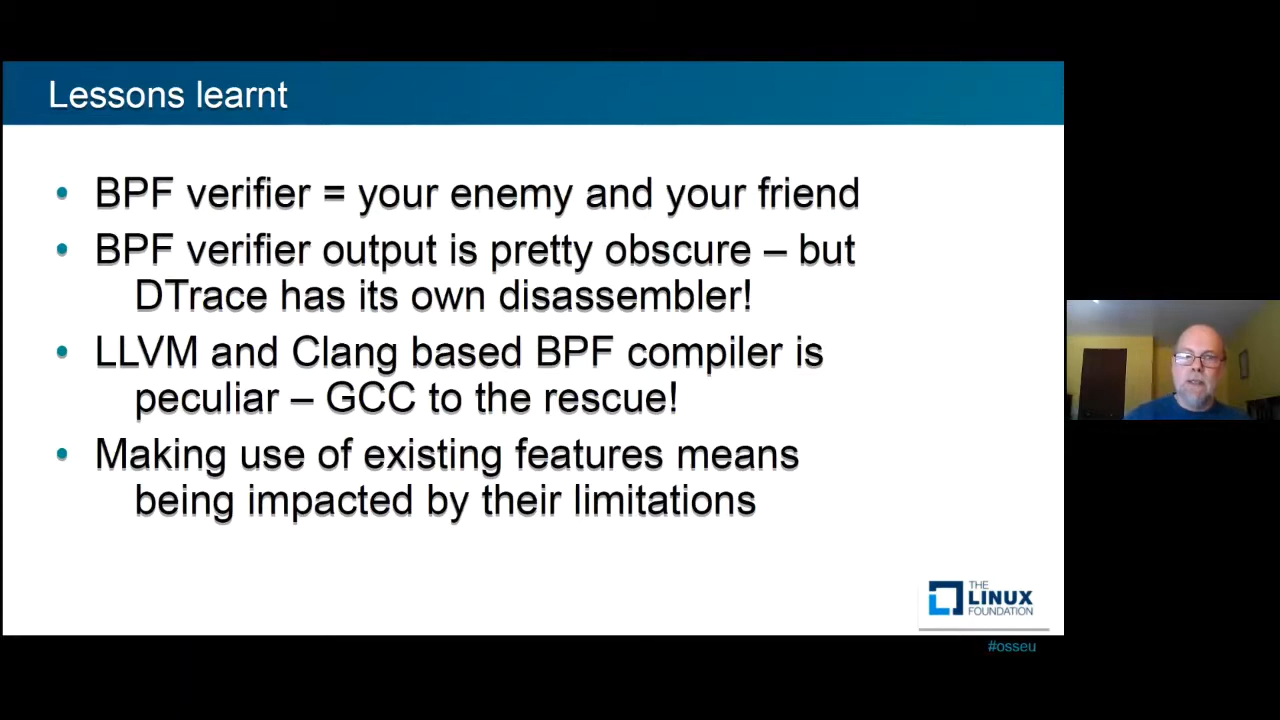 Lessons learnt
• BPF verifier = your enemy and your friend
• BPF verifier output is pretty obscure – but
DTrace has its own disassembler!
• LLVM and Clang based BPF compiler is
peculiar – GCC to the rescue!
• Making use of existing features means
being impacted by their limitations
THE
LINUX
FOUNDATION
#osseu